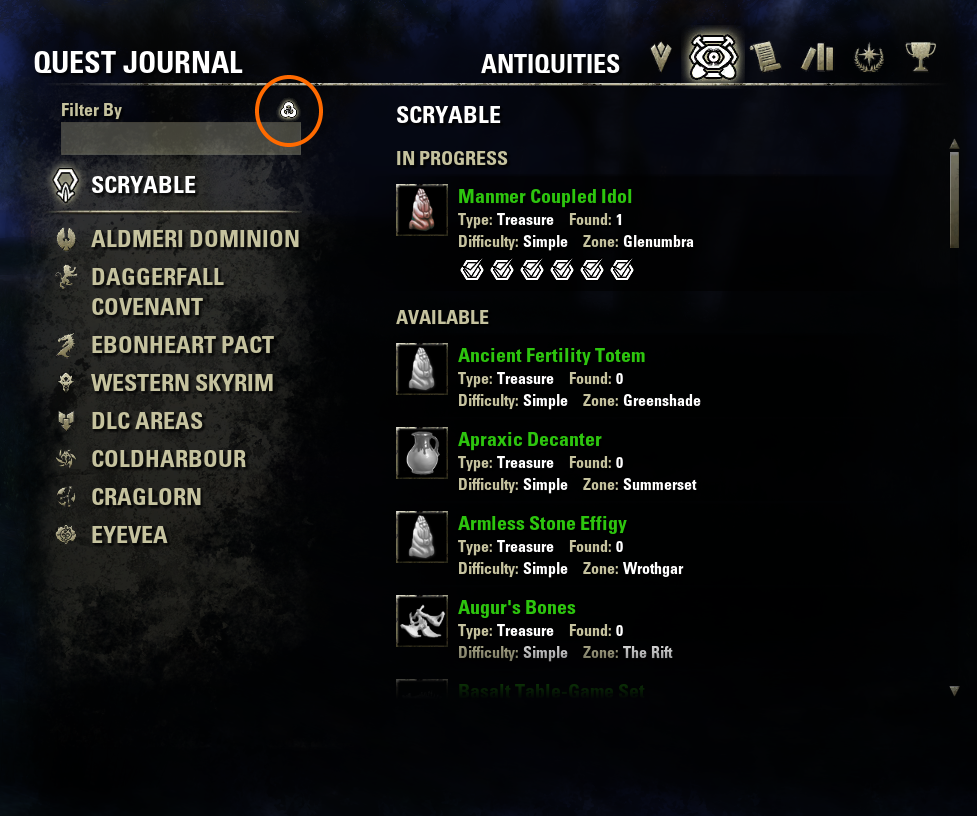 QUEST JOURNAL
ANTIQUITIES
Filter By
SCRYABLE
ALDMERI DOMINION
DAGGERFALL
COVENANT
EBONHEART PACT
WESTERN SKYRIM
DLC AREAS
COLDHARBOUR
CRAGLORN
EYEVEA
SCRYABLE
IN PROGRESS
Manmer Coupled Idol
Type: Treasure Found: 1
Difficulty: Simple Zone: Glenumbra
AVAILABLE
Ancient Fertility Totem
Type: Treasure Found: 0
Difficulty: Simple Zone: Greenshade
Apraxic Decanter
Type: Treasure Found: 0
Difficulty: Simple Zone: Summerset
Armless Stone Effigy
Type: Treasure Found: 0
Difficulty: Simple Zone: Wrothgar
Augur's Bones
Type: Treasure Found: 0
Difficulty: Simple Zone: The Rift
Basalt Table-Game Set